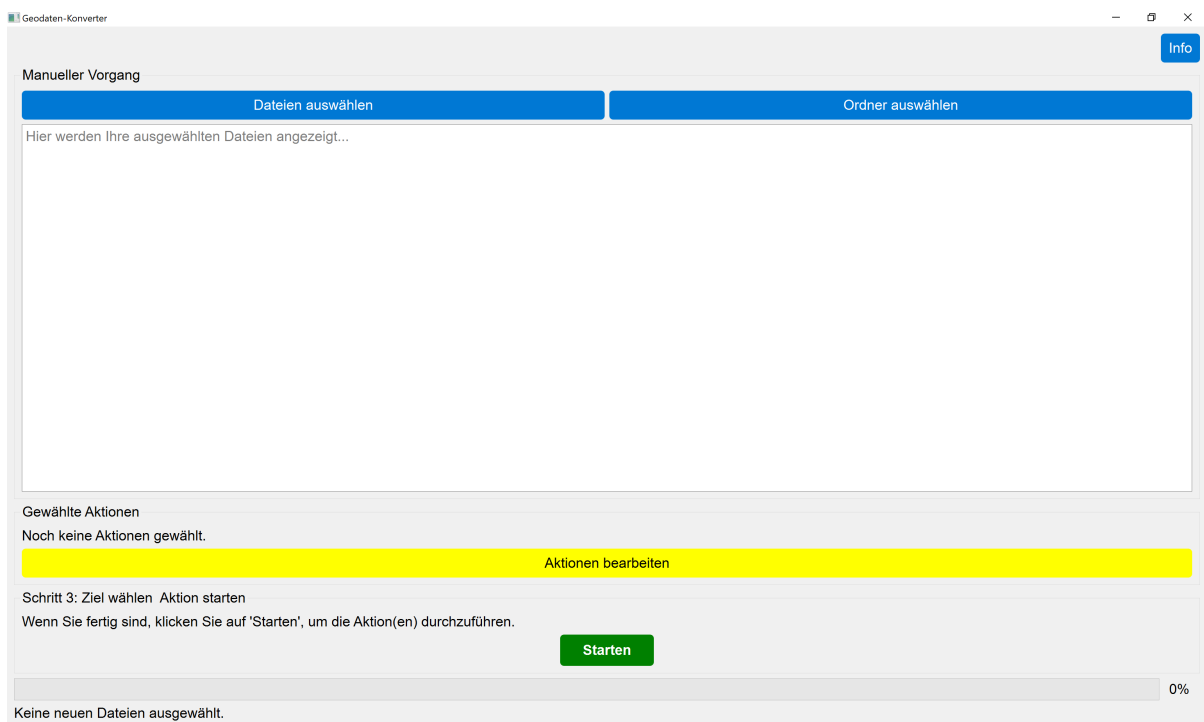 Geodaten-Konverter
Info
Manueller Vorgang
Dateien auswählen
Ordner auswählen
Hier werden Ihre ausgewählten Dateien angezeigt...
Gewählte Aktionen
Noch keine Aktionen gewählt.
Aktionen bearbeiten
Schritt 3: Ziel wählen  Aktion starten
Wenn Sie fertig sind, klicken Sie auf 'Starten', um die Aktion(en) durchzuführen.
Starten
0%
Keine neuen Dateien ausgewählt.